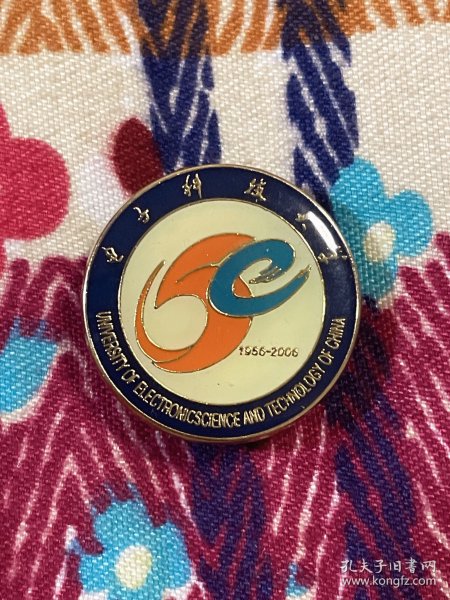 电子科技大学
1956-2006
UNIVERSITY OF ELECTRONICSCIENCE AND TECHNOLOGY OF CHINA
孔夫子旧书网
www.kongfz.com